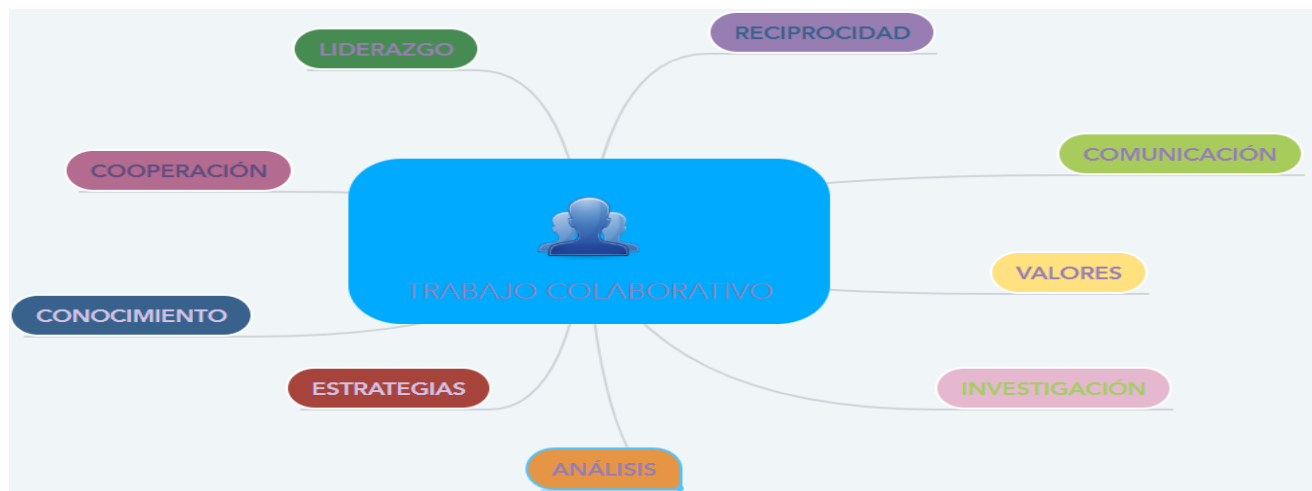 RECIPROCIDAD
LIDERAZGO
COMUNICACIÓN
COOPERACIÓN
VALORES
TRABAJO COLABORATIVO
CONOCIMIENTO
ESTRATEGIAS
INVESTIGACIÓN
ANÁLISIS